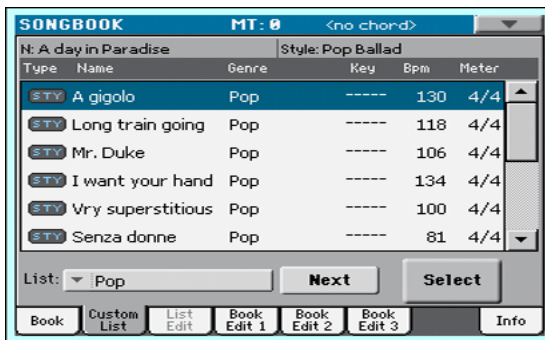 SONGBOOK MT: 0 <no chord>
N: A day in Paradise Style: Pop Ballad
Type Name Genre Key Bpm Meter
STY A gigolo Pop ----- 130 4/4
STY Long train going Pop ----- 118 4/4
STY Mr. Duke Pop ----- 106 4/4
STY I want your hand Pop ----- 134 4/4
STY Vry superstitious Pop ----- 100 4/4
STY Senza donne Pop ----- 81 4/4
List: Pop Next Select
Book Custom List List Edit Book Edit 1 Book Edit 2 Book Edit 3 Info